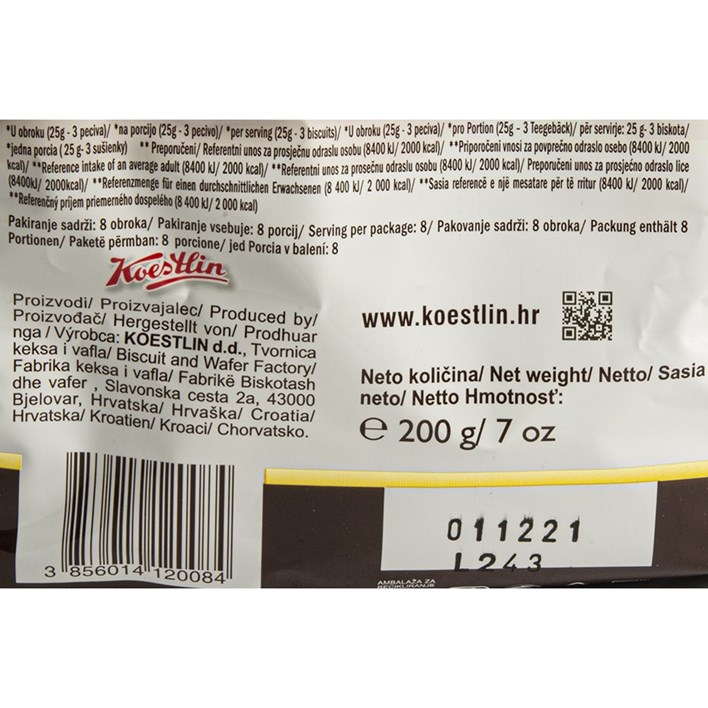 *U obroku (25g - 3 peciva)/ *na porcijo (25g - 3 pecivo)/ *per serving (25g - 3 biscuits)/ *U obroku (25g - 3 peciva)/ *pro Portion (25g - 3 Teegebäck)/ për servirje: 25 g- 3 biskota/
*jedna porcia ( 25 g- 3 sušienky) ** Preporučeni/ Referentni unos za prosječnu odraslu osobu (8400 kJ/ 2000 kcal)/ **Priporočeni vnosi za povprečno odraslo osebo (8400 kJ/ 2000
kcal)/ **Reference intake of an average adult (8400 kJ/ 2000 kcal)/ **Referentni unos za prosečnu odraslu osobu (8400 kJ/ 2000 kcal)/ Preporučeni unos za prosječno odraslo lice
(8400kJ/ 2000kcal)/ **Referenzmenge für einen durchschnittlichen Erwachsenen (8 400 kJ/ 2 000 kcal)/ **Sasia referencë e një mesatare për të rritur (8400 kJ/ 2000 kcal)/
**Referenčný príjem priemerného dospelého (8 400 kJ/ 2 000 kcal)
Pakiranje sadrži: 8 obroka/ Pakiranje vsebuje: 8 porcij/ Serving per package: 8/ Pakovanje sadrži: 8 obroka/ Packung enthält 8
Portionen/ Paketë përmban: 8 porcione/ jed Porcia v balení: 8
Koestlin
Proizvodi/ Proizvajalec/ Produced by/
Proizvođač/ Hergestellt von/ Prodhuar
nga / Výrobca: KOESTLIN d.d., Tvornica
keksa i vafla/ Biscuit and Wafer Factory/
Fabrika keksa i vafla/ Fabrikë Biskotash
dhe vafer , Slavonska cesta 2a, 43000
Bjelovar, Hrvatska/ Hrvaška/ Croatia/
Hrvatska/ Kroatien/ Kroaci/ Chorvatsko.
www.koestlin.hr
Neto količina/ Net weight/ Netto/ Sasia
neto/ Netto Hmotnosť:
e 200 g/ 7 oz
011221
L243
3 856014 120084
AMBALAŽA ZA
RECIKLIRANJE